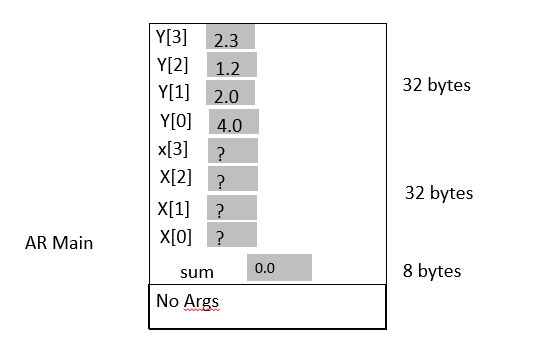 Y[3] 2.3
Y[2] 1.2
32 bytes
Y[1] 2.0
Y[0] 4.0
x[3] ?
X[2] ?
32 bytes
X[1] ?
X[0] ?
AR Main
sum 0.0
8 bytes
No Args